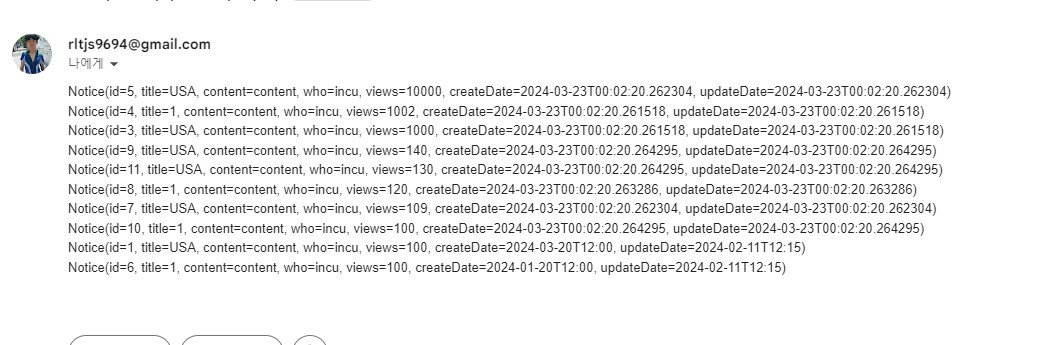 rltjs9694@gmail.com
나에게
Notice(id=5, title=USA, content=content, who=incu, views=10000, createDate=2024-03-23T00:02:20.262304, updateDate=2024-03-23T00:02:20.262304)
Notice(id=4, title=1, content=content, who=incu, views=1002, createDate=2024-03-23T00:02:20.261518, updateDate=2024-03-23T00:02:20.261518)
Notice(id=3, title=USA, content=content, who=incu, views=1000, createDate=2024-03-23T00:02:20.261518, updateDate=2024-03-23T00:02:20.261518)
Notice(id=9, title=USA, content=content, who=incu, views=140, createDate=2024-03-23T00:02:20.264295, updateDate=2024-03-23T00:02:20.264295)
Notice(id=11, title=USA, content=content, who=incu, views=130, createDate=2024-03-23T00:02:20.264295, updateDate=2024-03-23T00:02:20.264295)
Notice(id=8, title=1, content=content, who=incu, views=120, createDate=2024-03-23T00:02:20.263286, updateDate=2024-03-23T00:02:20.263286)
Notice(id=7, title=USA, content=content, who=incu, views=109, createDate=2024-03-23T00:02:20.262304, updateDate=2024-03-23T00:02:20.262304)
Notice(id=10, title=1, content=content, who=incu, views=100, createDate=2024-03-23T00:02:20.264295, updateDate=2024-03-23T00:02:20.264295)
Notice(id=1, title=USA, content=content, who=incu, views=100, createDate=2024-03-20T12:00, updateDate=2024-02-11T12:15)
Notice(id=6, title=1, content=content, who=incu, views=100, createDate=2024-01-20T12:00, updateDate=2024-02-11T12:15)